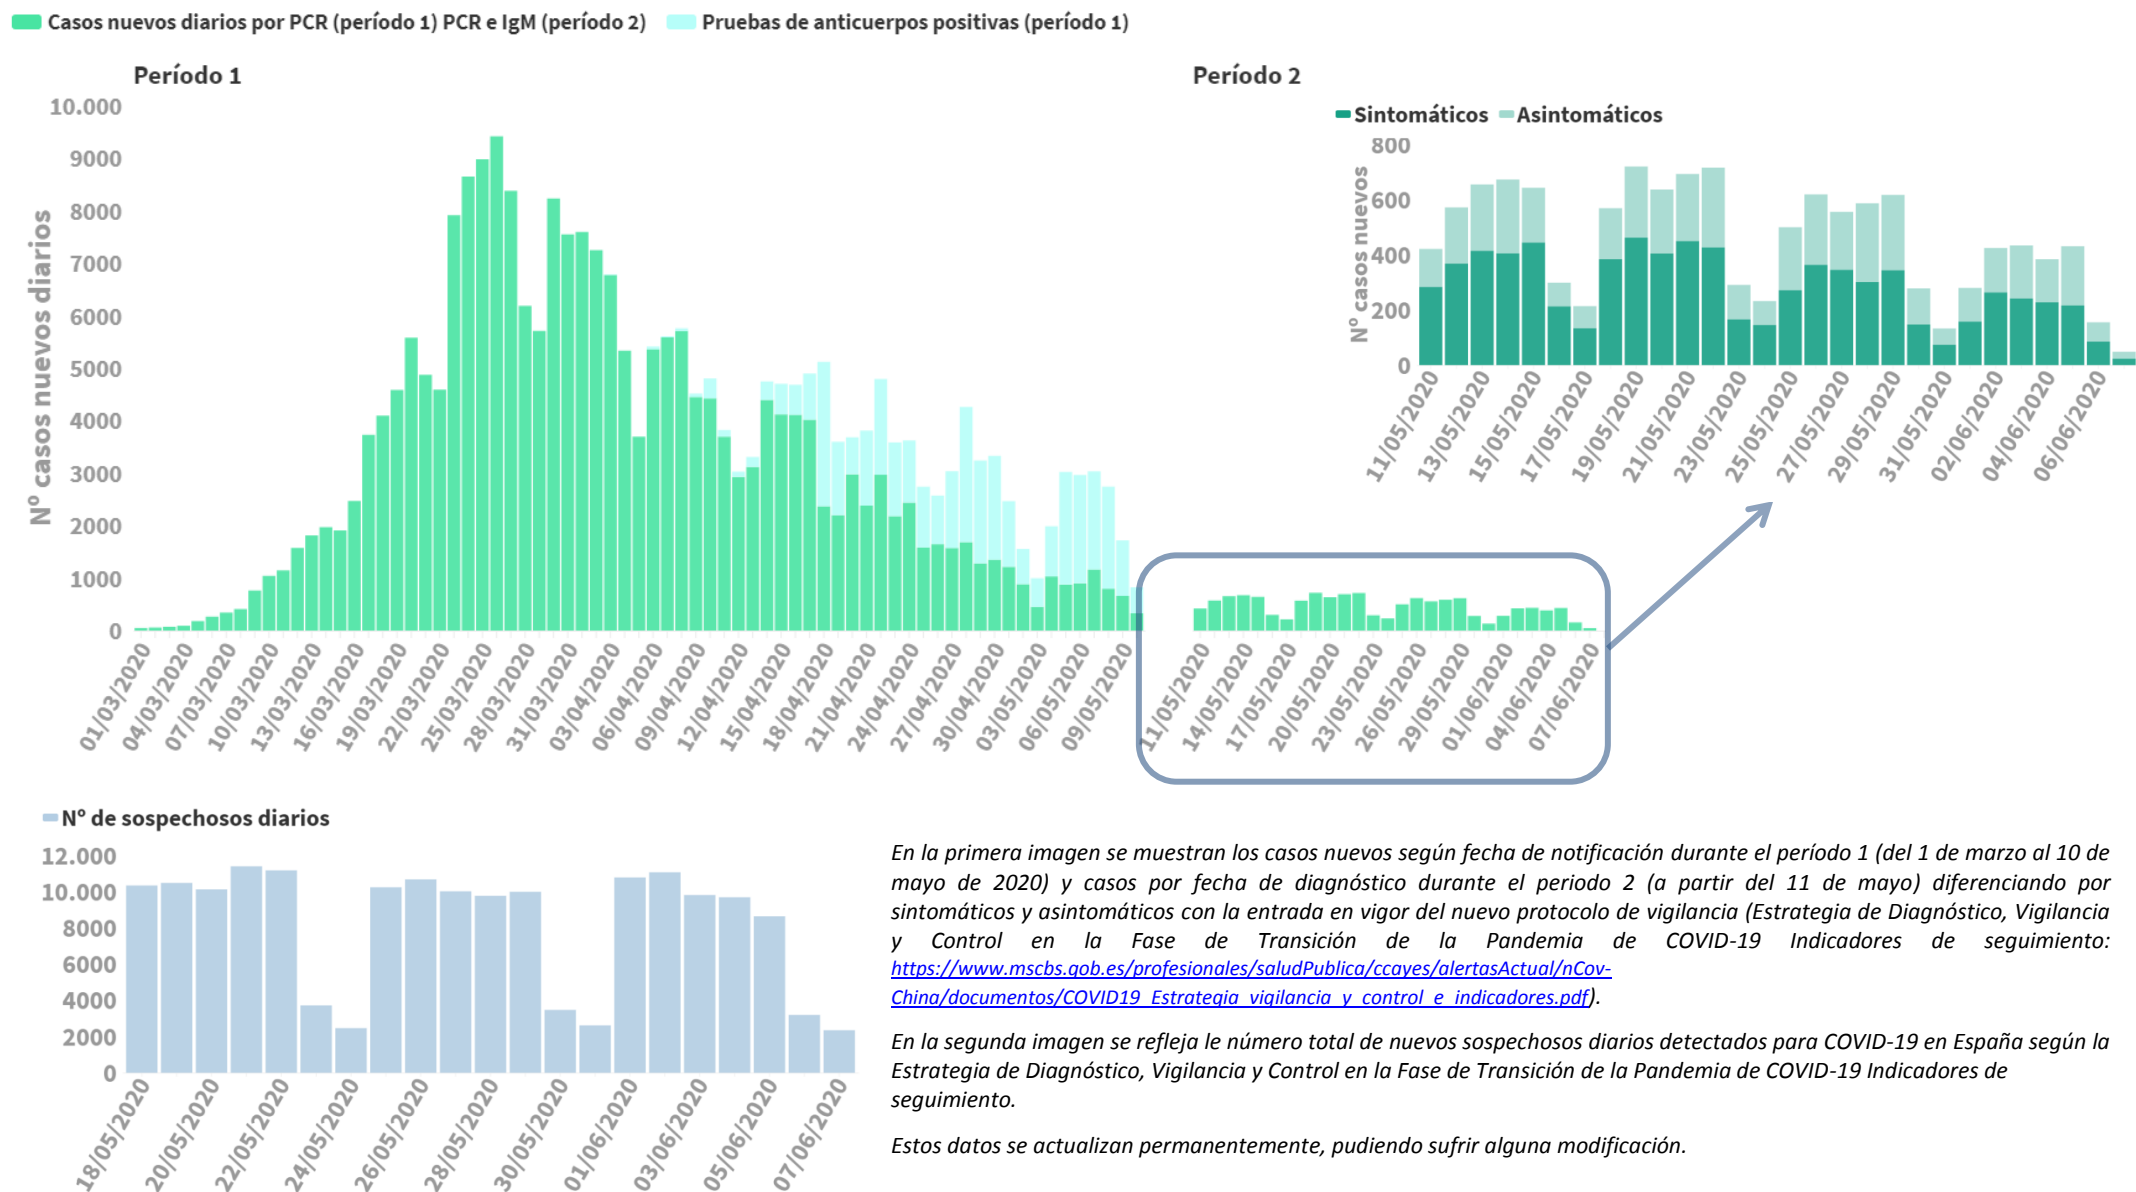 Casos nuevos diarios por PCR (período 1) PCR e IgM (período 2) Pruebas de anticuerpos positivas (período 1)
Período 1
Nº casos nuevos diarios
10.000
9000
8000
7000
6000
5000
4000
3000
2000
1000
0
01/03/2020 04/03/2020 07/03/2020 10/03/2020 13/03/2020 16/03/2020 19/03/2020 22/03/2020 25/03/2020 28/03/2020 31/03/2020 03/04/2020 06/04/2020 09/04/2020 12/04/2020 15/04/2020 18/04/2020 21/04/2020 24/04/2020 27/04/2020 30/04/2020 03/05/2020 06/05/2020 09/05/2020
Período 2
Sintomáticos Asintomáticos
Nº casos nuevos
800
600
400
200
0
11/05/2020 13/05/2020 15/05/2020 17/05/2020 19/05/2020 21/05/2020 23/05/2020 25/05/2020 27/05/2020 29/05/2020 31/05/2020 02/06/2020 04/06/2020 06/06/2020
11/05/2020 14/05/2020 17/05/2020 20/05/2020 23/05/2020 26/05/2020 29/05/2020 01/06/2020 04/06/2020 07/06/2020
Nº de sospechosos diarios
12.000
10.000
8000
6000
4000
2000
0
18/05/2020 20/05/2020 22/05/2020 24/05/2020 26/05/2020 28/05/2020 30/05/2020 01/06/2020 03/06/2020 05/06/2020 07/06/2020
En la primera imagen se muestran los casos nuevos según fecha de notificación durante el período 1 (del 1 de marzo al 10 de
mayo de 2020) y casos por fecha de diagnóstico durante el periodo 2 (a partir del 11 de mayo) diferenciando por
sintomáticos y asintomáticos con la entrada en vigor del nuevo protocolo de vigilancia (Estrategia de Diagnóstico, Vigilancia
y Control en la Fase de Transición de la Pandemia de COVID-19 Indicadores de seguimiento:
https://www.mscbs.gob.es/profesionales/saludPublica/ccayes/alertasActual/nCov-
China/documentos/COVID19_Estrategia_vigilancia_y_control_e_indicadores.pdf).
En la segunda imagen se refleja le número total de nuevos sospechosos diarios detectados para COVID-19 en España según la
Estrategia de Diagnóstico, Vigilancia y Control en la Fase de Transición de la Pandemia de COVID-19 Indicadores de
seguimiento.
Estos datos se actualizan permanentemente, pudiendo sufrir alguna modificación.